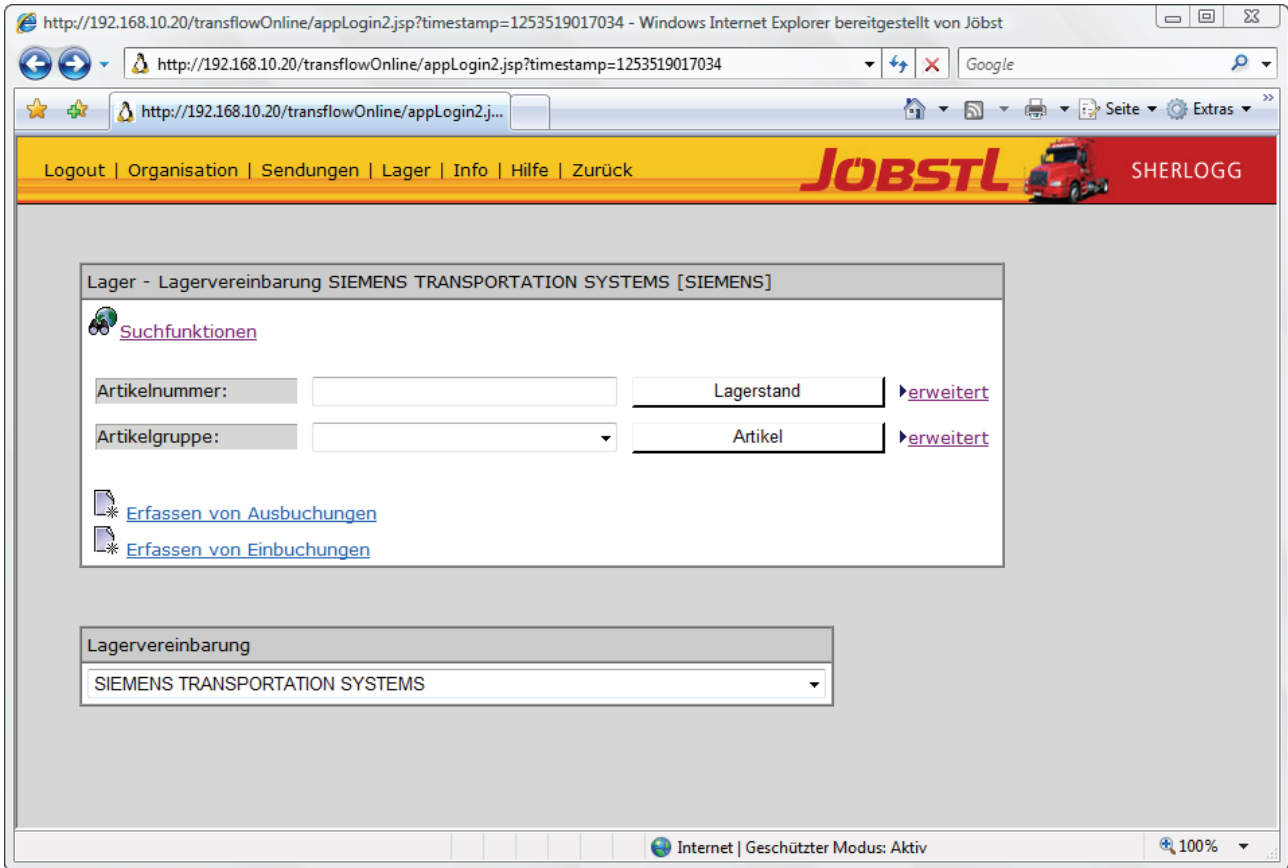 http://192.168.10.20/transflowOnline/appLogin2.jsp?timestamp=1253519017034 - Windows Internet Explorer bereitgestellt von Jöbst
http://192.168.10.20/transflowOnline/appLogin2.jsp?timestamp=1253519017034 Google
http://192.168.10.20/transflowOnline/appLogin2.j... Seite Extras
Logout | Organisation | Sendungen | Lager | Info | Hilfe | Zurück JÖBSTL SHERLOGG
Lager - Lagervereinbarung SIEMENS TRANSPORTATION SYSTEMS [SIEMENS]
Suchfunktionen
Artikelnummer: Lagerstand erweitert
Artikelgruppe: Artikel erweitert
Erfassen von Ausbuchungen
Erfassen von Einbuchungen
Lagervereinbarung
SIEMENS TRANSPORTATION SYSTEMS
Internet | Geschützter Modus: Aktiv 100%